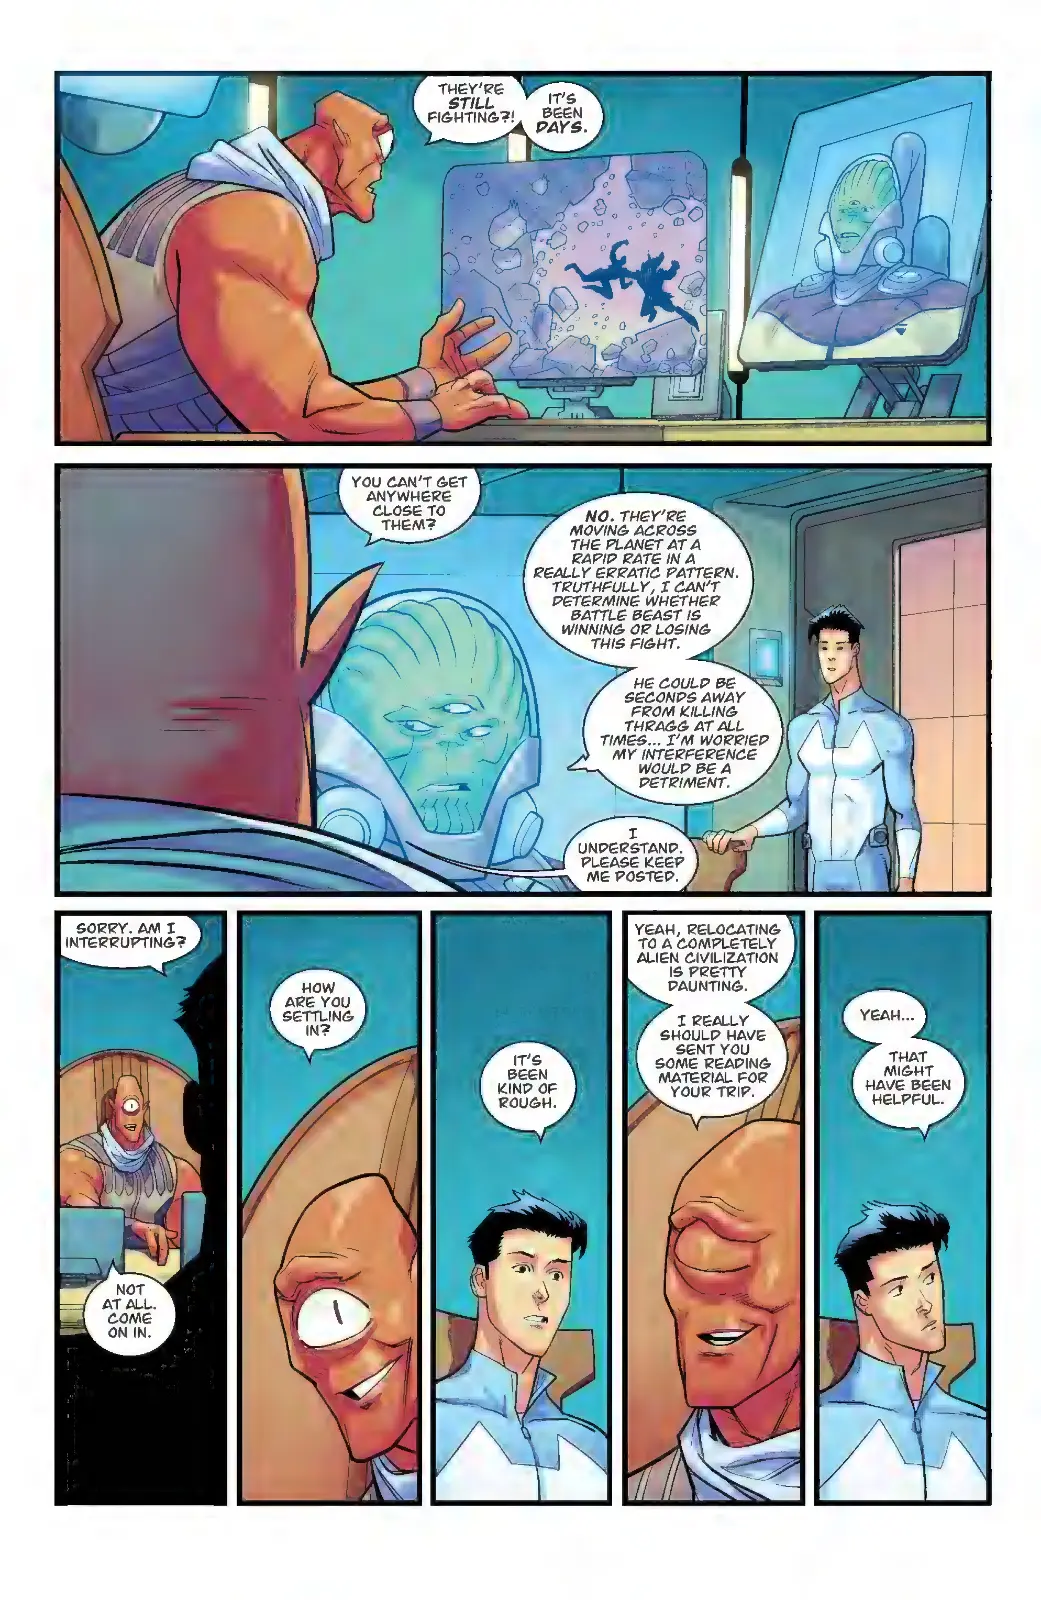 THEY'RE
STILL
FIGHTING?!
IT'S
BEEN
DAYS.
YOU CAN'T GET
ANYWHERE
CLOSE TO
THEM?
NO. THEY'RE
MOVING ACROSS
THE PLANET AT A
RAPID RATE IN A
REALLY ERRATIC PATTERN.
TRUTHFULLY, I CAN'T
DETERMINE WHETHER
BATTLE BEAST IS
WINNING OR LOSING
THIS FIGHT.
HE COULD BE
SECONDS AWAY
FROM KILLING
THRAGG AT ALL
TIMES... I'M WORRIED
MY INTERFERENCE
WOULD BE A
DETRIMENT.
I
UNDERSTAND.
PLEASE KEEP
ME POSTED.
SORRY. AM I
INTERRUPTING?
NOT
AT ALL.
COME
ON IN.
HOW
ARE YOU
SETTLING
IN?
IT'S
BEEN
KIND OF
ROUGH.
YEAH, RELOCATING
TO A COMPLETELY
ALIEN CIVILIZATION
IS PRETTY
DAUNTING.
I REALLY
SHOULD HAVE
SENT YOU
SOME READING
MATERIAL FOR
YOUR TRIP.
YEAH...
THAT
MIGHT
HAVE BEEN
HELPFUL.